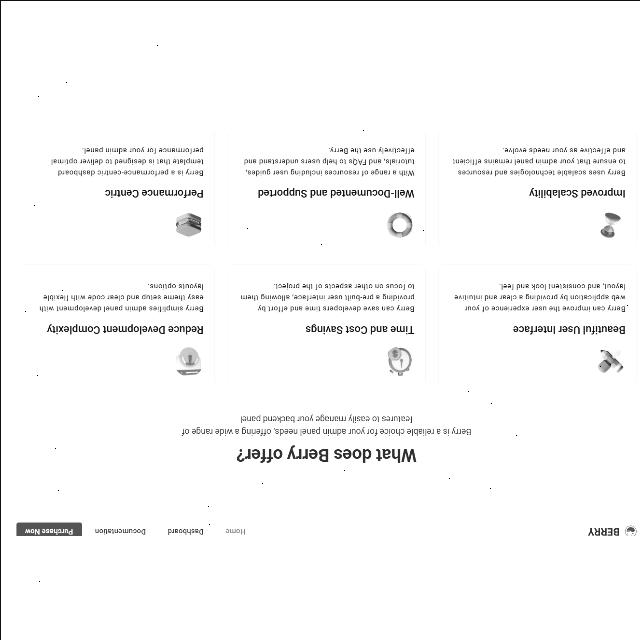 BERRY
Home
Dashboard
Documentation
Purchase Now
What does Berry offer?
Berry is a reliable choice for your admin panel needs, offering a wide range of
features to easily manage your backend panel
Beautiful User Interface
Berry can improve the user experience of your
web application by providing a clear and intuitive
layout, and consistent look and feel.
Time and Cost Savings
Berry can save developers time and effort by
providing a pre-built user interface, allowing them
to focus on other aspects of the project.
Reduce Development Complexity
Berry simplifies admin panel development with
easy theme setup and clear code with flexible
layouts options.
Improved Scalability
Berry uses scalable technologies and resources
to ensure that your admin panel remains efficient
and effective as your needs evolve.
Well-Documented and Supported
With a range of resources including user guides,
tutorials, and FAQs to help users understand and
effectively use the Berry.
Performance Centric
Berry is a performance-centric dashboard
template that is designed to deliver optimal
performance for your admin panel.